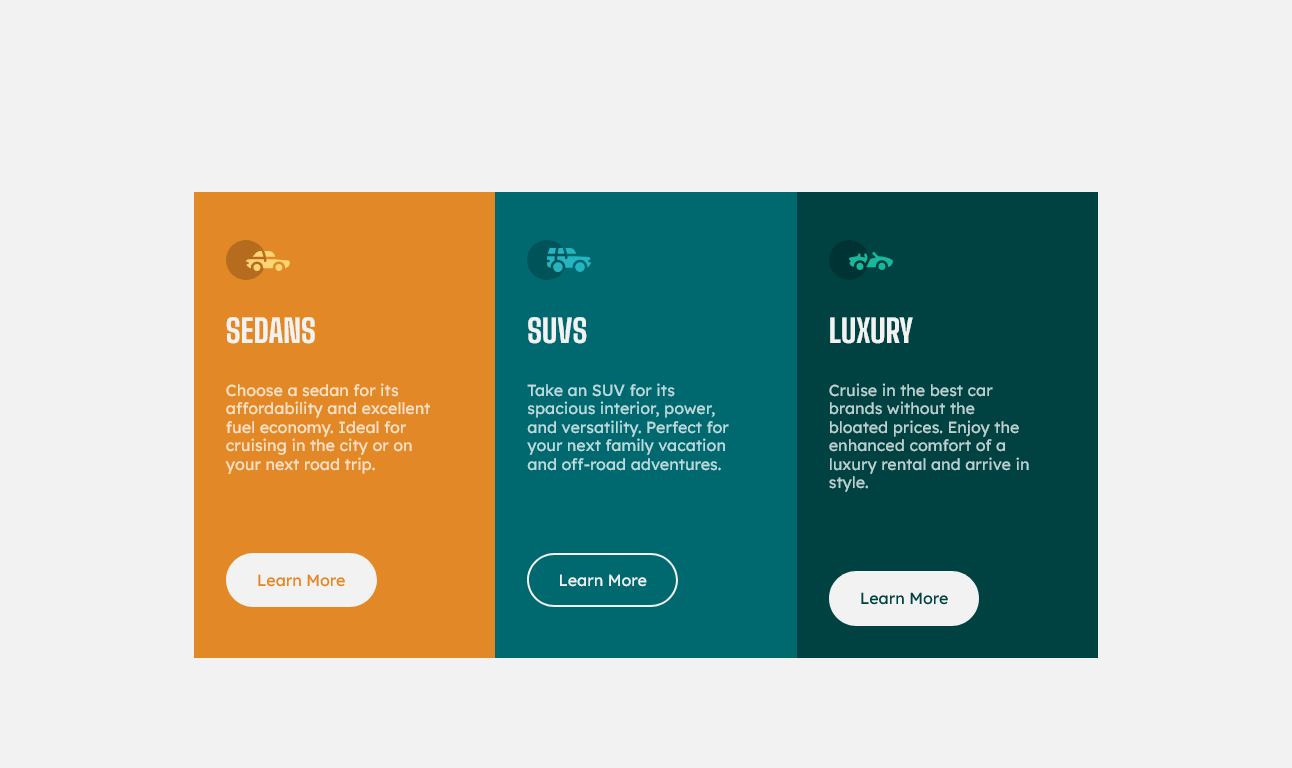 SEDANS
Choose a sedan for its
affordability and excellent
fuel economy. Ideal for
cruising in the city or on
your next road trip.
Learn More
SUVS
Take an SUV for its
spacious interior, power,
and versatility. Perfect for
your next family vacation
and off-road adventures.
Learn More
LUXURY
Cruise in the best car
brands without the
bloated prices. Enjoy the
enhanced comfort of a
luxury rental and arrive in
style.
Learn More